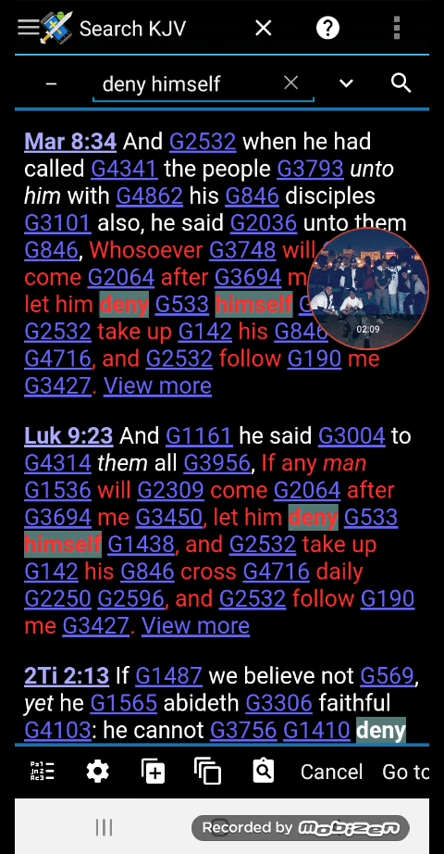 Search KJV
deny himself
Mar 8:34 And G2532 when he had
called G4341 the people G3793 unto
him with G4862 his G846 disciples
G3101 also, he said G2036 unto them
G846, Whosoever G3748 will
come G2064 after G3694 m
let him deny G533 himself
G2532 take up G142 his G846
G4716, and G2532 follow G190 me
G3427. View more
02:09
Luk 9:23 And G1161 he said G3004 to
G4314 them all G3956, If any man
G1536 will G2309 come G2064 after
G3694 me G3450, let him deny G533
himself G1438, and G2532 take up
G142 his G846 cross G4716 daily
G2250 G2596, and G2532 follow G190
me G3427. View more
2Ti 2:13 If G1487 we believe not G569,
yet he G1565 abideth G3306 faithful
G4103: he cannot G3756 G1410 deny
Cancel Go to
Recorded by Mobizen